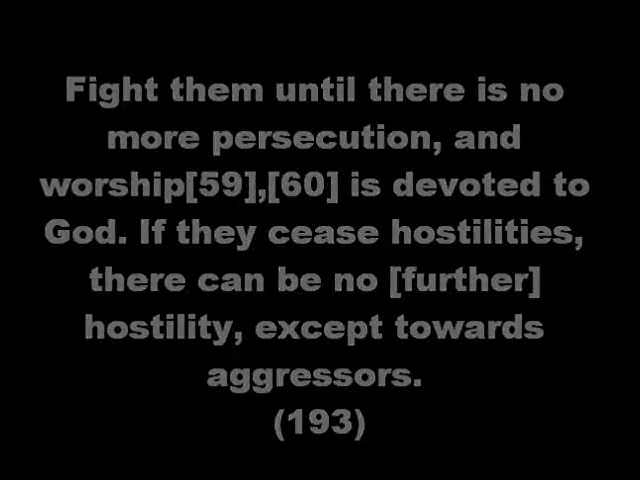 Fight them until there is no
more persecution, and
worship[59],[60] is devoted to
God. If they cease hostilities,
there can be no [further]
hostility, except towards
aggressors.
(193)